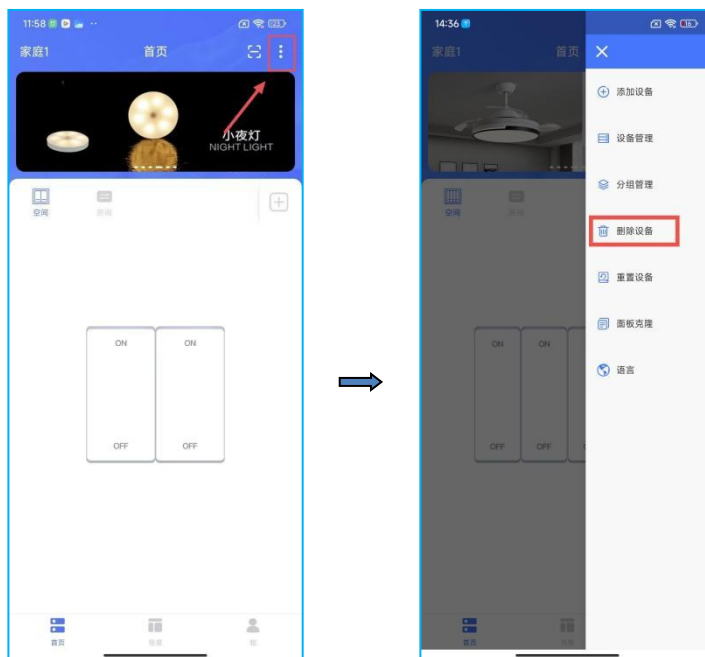 11:58
家庭1
首页
小夜灯
NIGHT LIGHT
空间
房间
ON
ON
OFF
OFF
首页
14:36
家庭1
首页
空间
ON
ON
OFF
OFF
首页
添加设备
设备管理
分组管理
删除设备
重置设备
面板克隆
语言